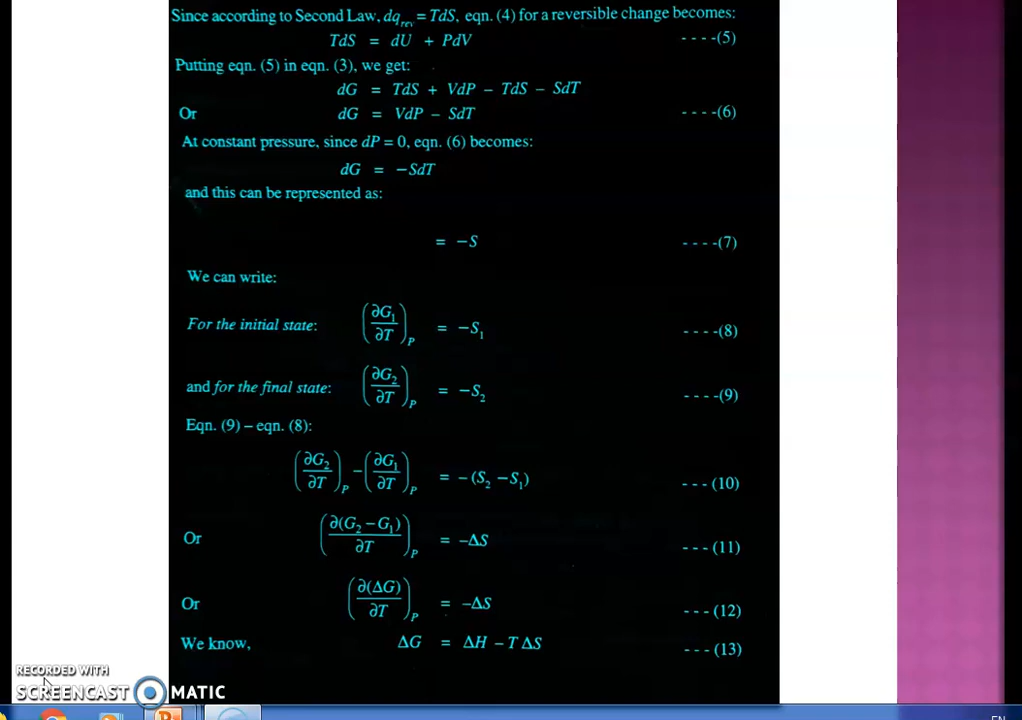 Since according to Second Law, dq_rev = TdS, eqn. (4) for a reversible change becomes:
TdS = dU + PdV ----(5)
Putting eqn. (5) in eqn. (3), we get:
dG = TdS + VdP – TdS – SdT
Or dG = VdP – SdT ----(6)
At constant pressure, since dP = 0, eqn. (6) becomes:
dG = –SdT
and this can be represented as:
= –S ----(7)
We can write:
For the initial state: (∂G₁/∂T)_P = –S₁ ----(8)
and for the final state: (∂G₂/∂T)_P = –S₂ ----(9)
Eqn. (9) – eqn. (8):
(∂G₂/∂T)_P – (∂G₁/∂T)_P = –(S₂ – S₁) ---(10)
Or (∂(G₂ – G₁)/∂T)_P = –ΔS ---(11)
Or (∂(ΔG)/∂T)_P = –ΔS ---(12)
We know, ΔG = ΔH – T ΔS ---(13)
RECORDED WITH
SCREENCAST MATIC
EN